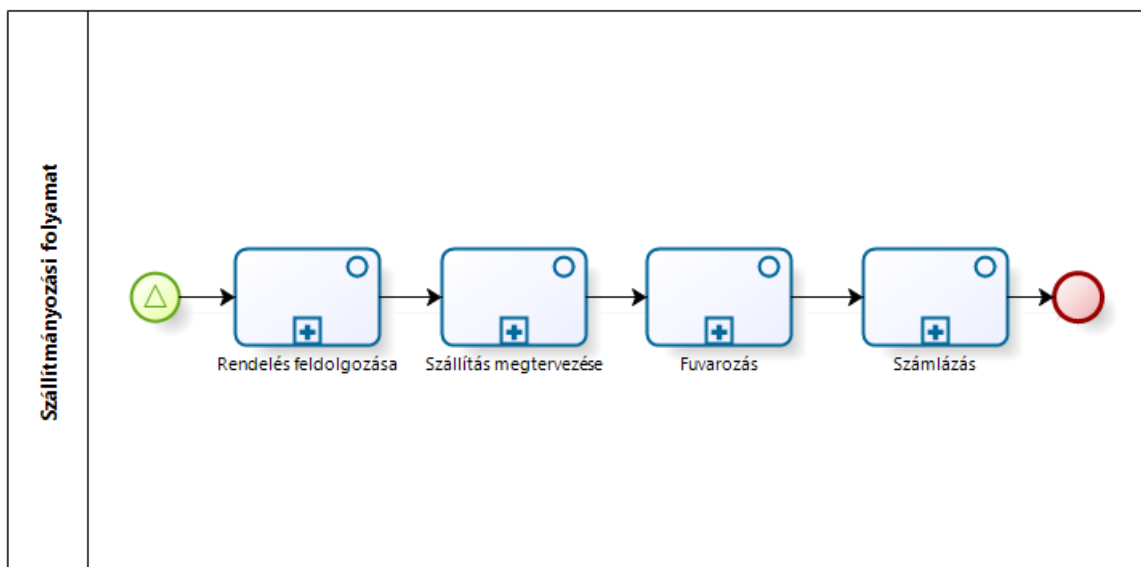 Szállítmányozási folyamat
Rendelés feldolgozása
Szállítás megtervezése
Fuvarozás
Számlázás